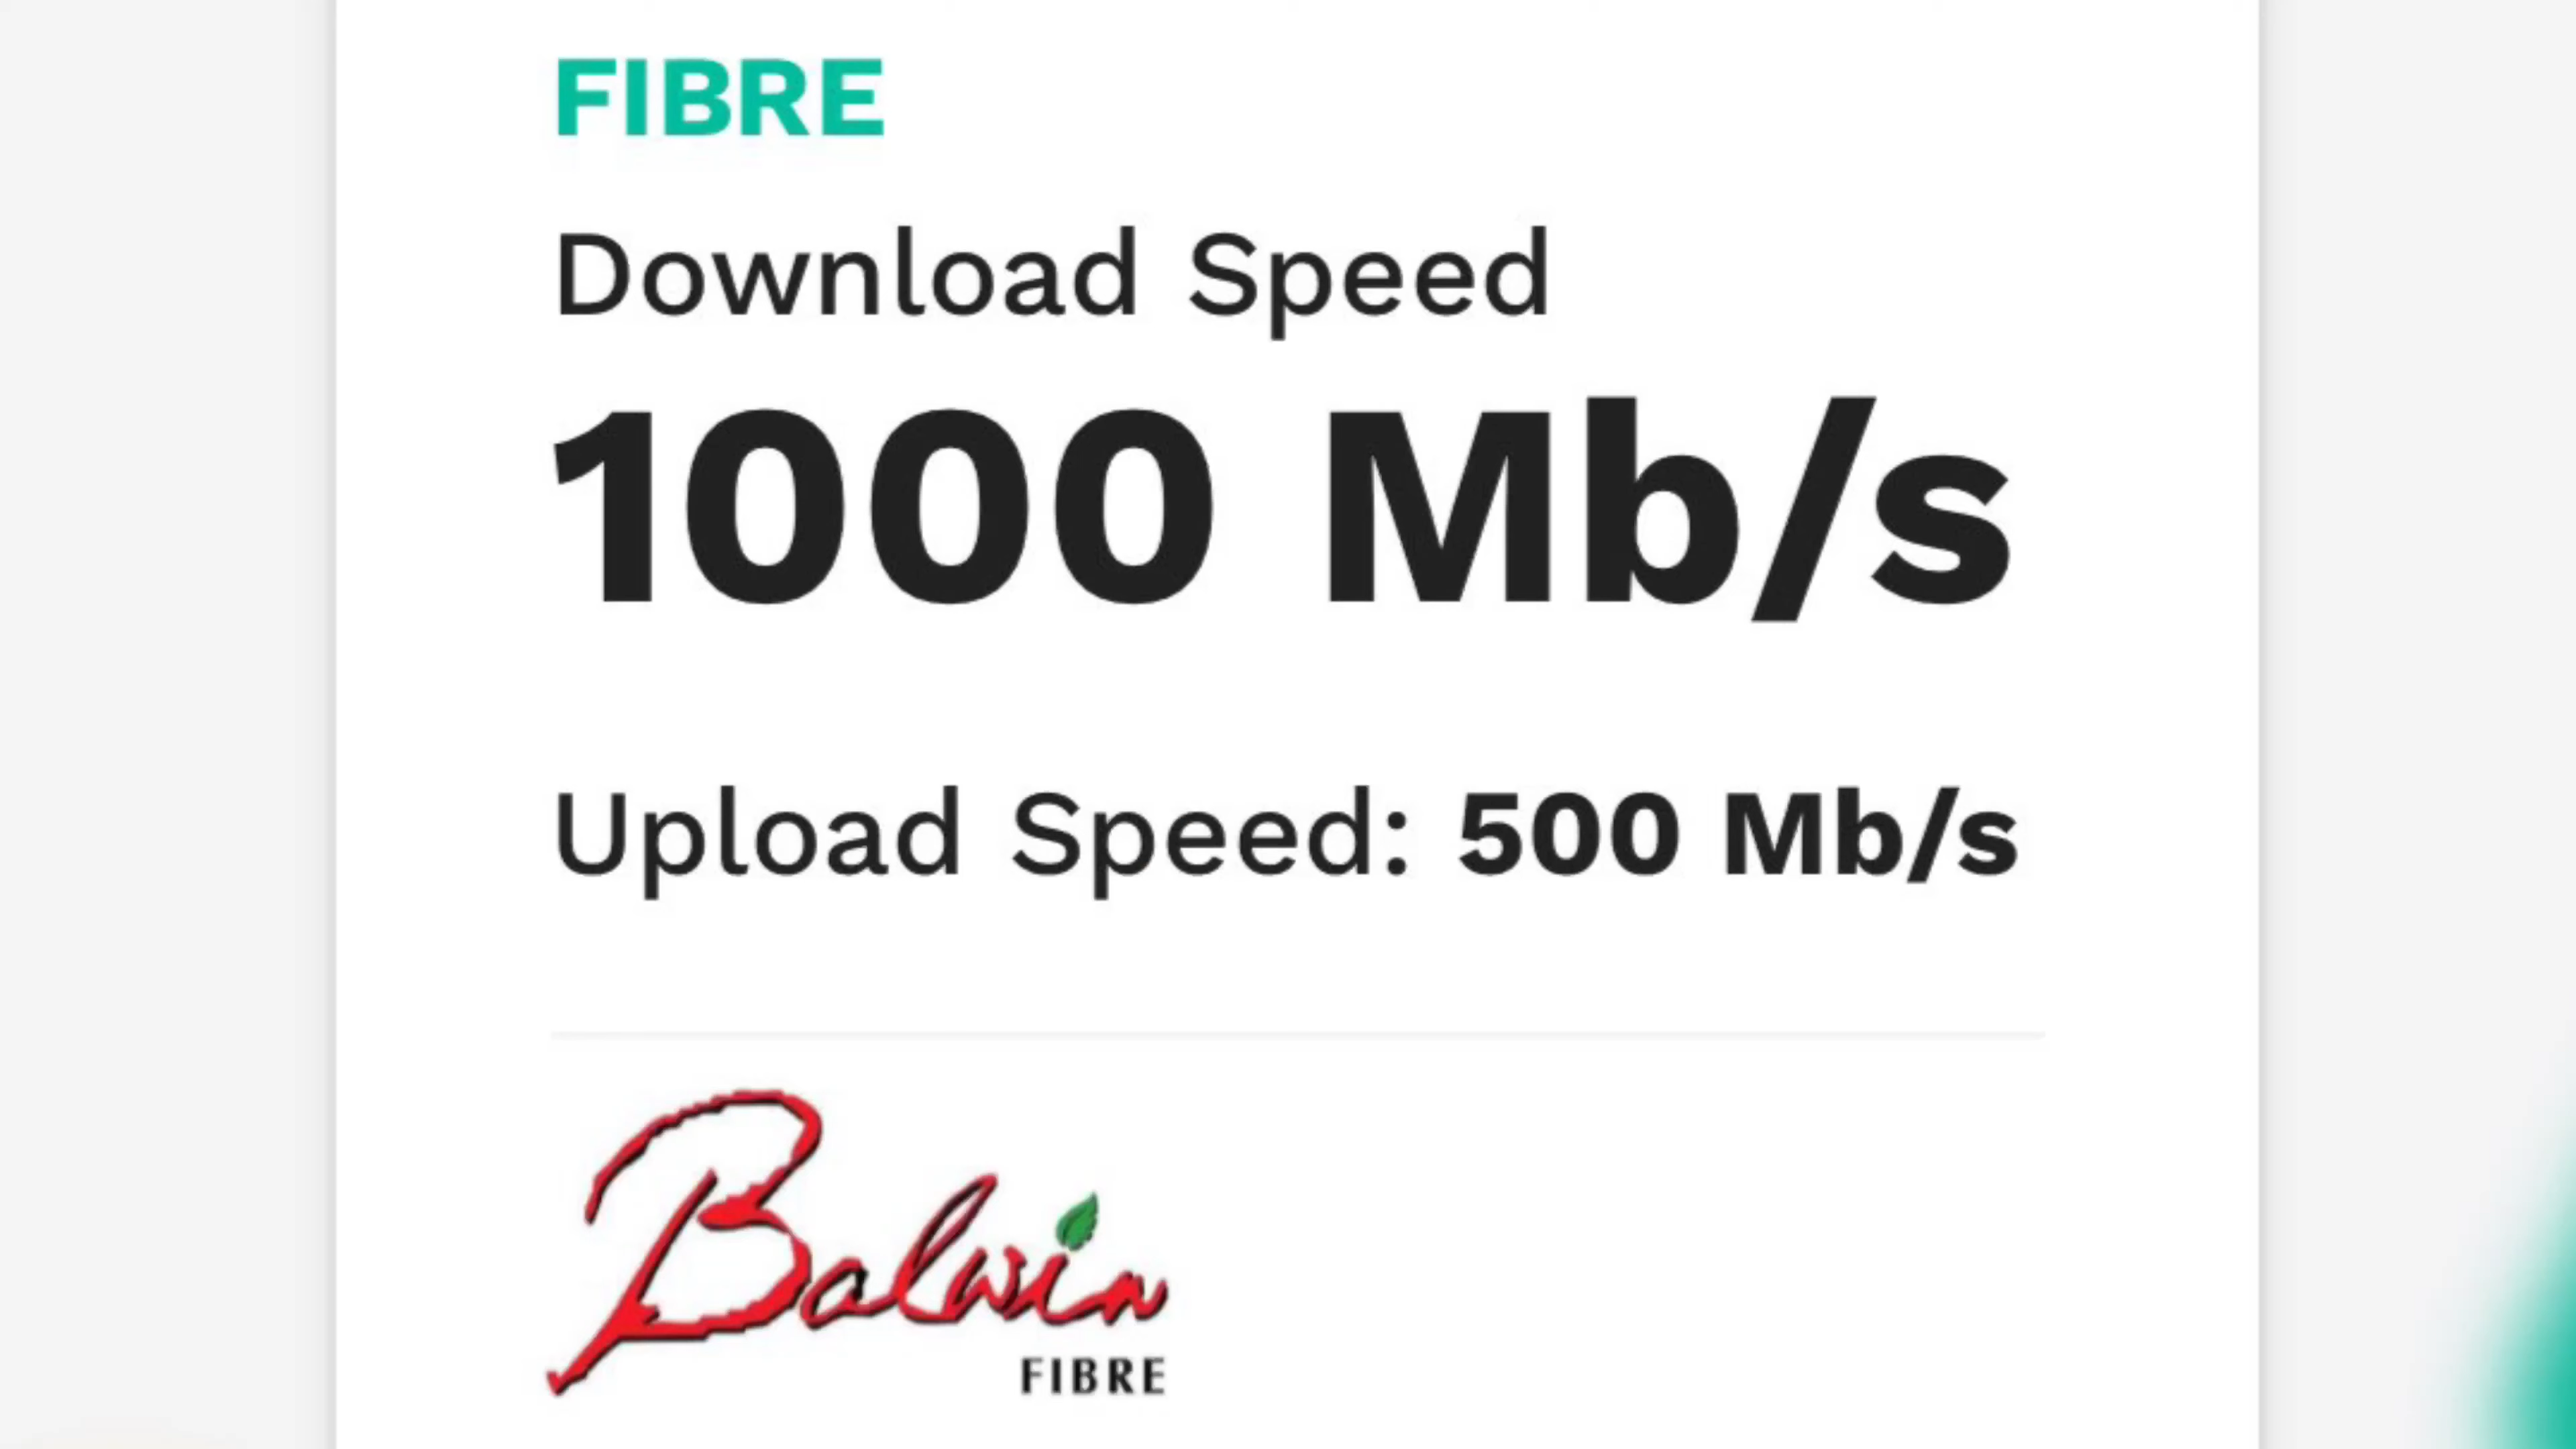 FIBRE
Download Speed
1000 Mb/s
Upload Speed: 500 Mb/s
Balwin
FIBRE